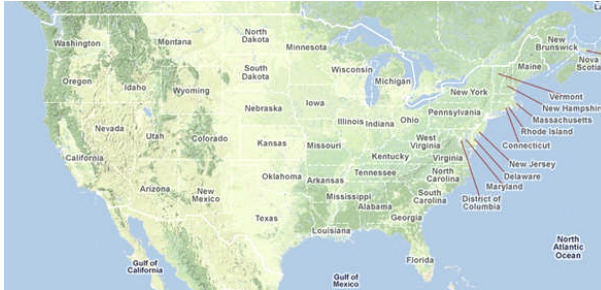 La
New
Brunswick
Nova
Scotia
Maine
Washington
Montana
North
Dakota
Minnesota
Oregon
Idaho
Wyoming
South
Dakota
Wisconsin
Michigan
New York
Vermont
New Hampshire
Massachusetts
Rhode Island
Connecticut
Nevada
Utah
Colorado
Nebraska
Iowa
Illinois
Indiana
Ohio
Pennsylvania
New Jersey
Delaware
Maryland
District of
Columbia
California
Kansas
Missouri
West
Virginia
Virginia
Kentucky
Arizona
New
Mexico
Oklahoma
Arkansas
Tennessee
North
Carolina
South
Carolina
Texas
Mississippi
Alabama
Georgia
Louisiana
Florida
Gulf of
California
Gulf of
Mexico
North
Atlantic
Ocean